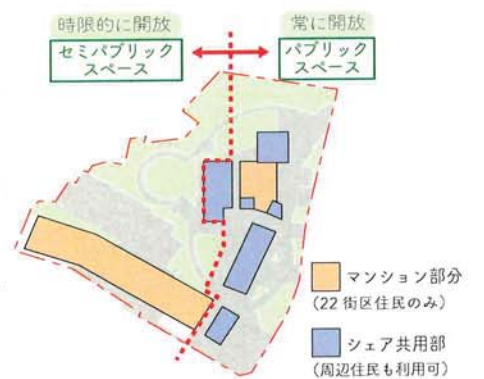 時限的に開放
セミパブリック
スペース
常に開放
パブリック
スペース
マンション部分
(22街区住民のみ)
シェア共用部
(周辺住民も利用可)